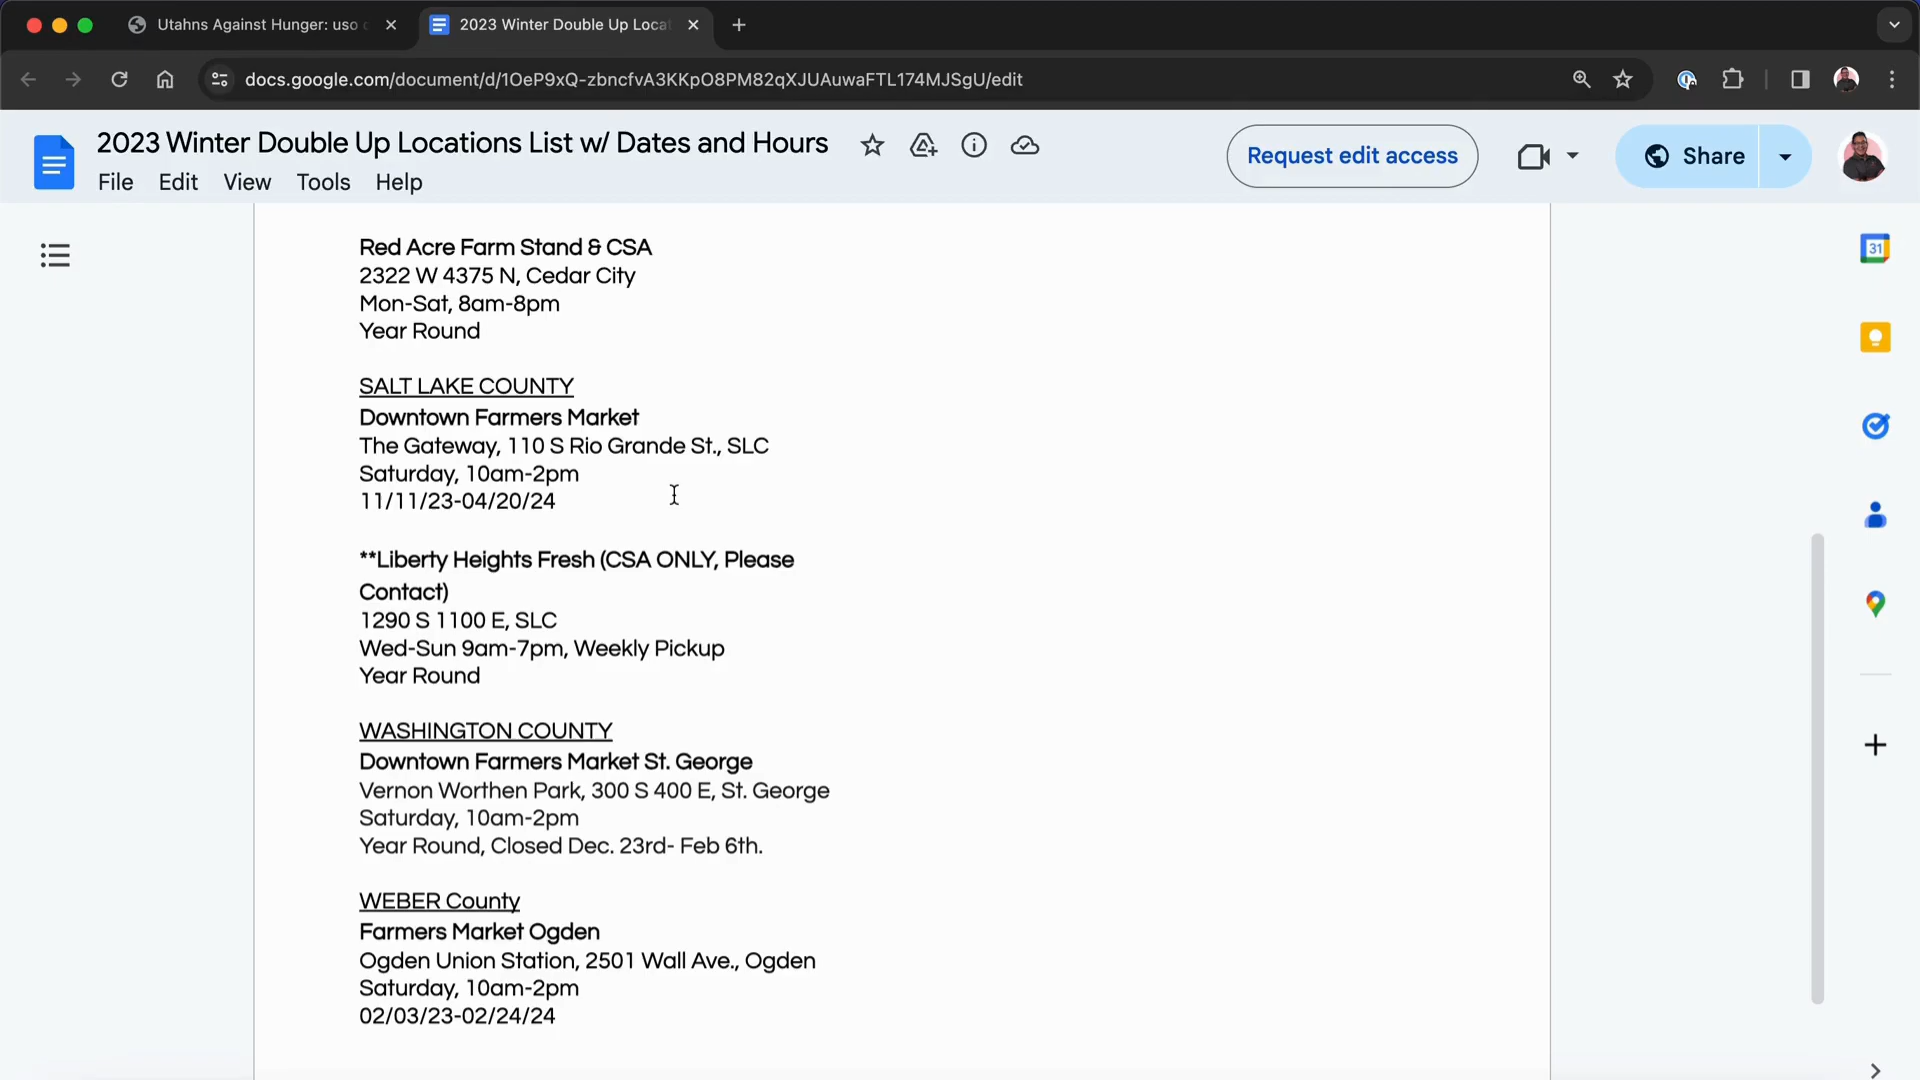 Utahns Against Hunger: uso
2023 Winter Double Up Loca
docs.google.com/document/d/1OeP9xQ-zbncfvA3KKpO8PM82qXJUAuwaFTL174MJSgU/edit
2023 Winter Double Up Locations List w/ Dates and Hours
File Edit View Tools Help
Request edit access
Share
31
Red Acre Farm Stand & CSA
2322 W 4375 N, Cedar City
Mon-Sat, 8am-8pm
Year Round
SALT LAKE COUNTY
Downtown Farmers Market
The Gateway, 110 S Rio Grande St., SLC
Saturday, 10am-2pm
11/11/23-04/20/24
**Liberty Heights Fresh (CSA ONLY, Please
Contact)
1290 S 1100 E, SLC
Wed-Sun 9am-7pm, Weekly Pickup
Year Round
WASHINGTON COUNTY
Downtown Farmers Market St. George
Vernon Worthen Park, 300 S 400 E, St. George
Saturday, 10am-2pm
Year Round, Closed Dec. 23rd- Feb 6th.
WEBER County
Farmers Market Ogden
Ogden Union Station, 2501 Wall Ave., Ogden
Saturday, 10am-2pm
02/03/23-02/24/24